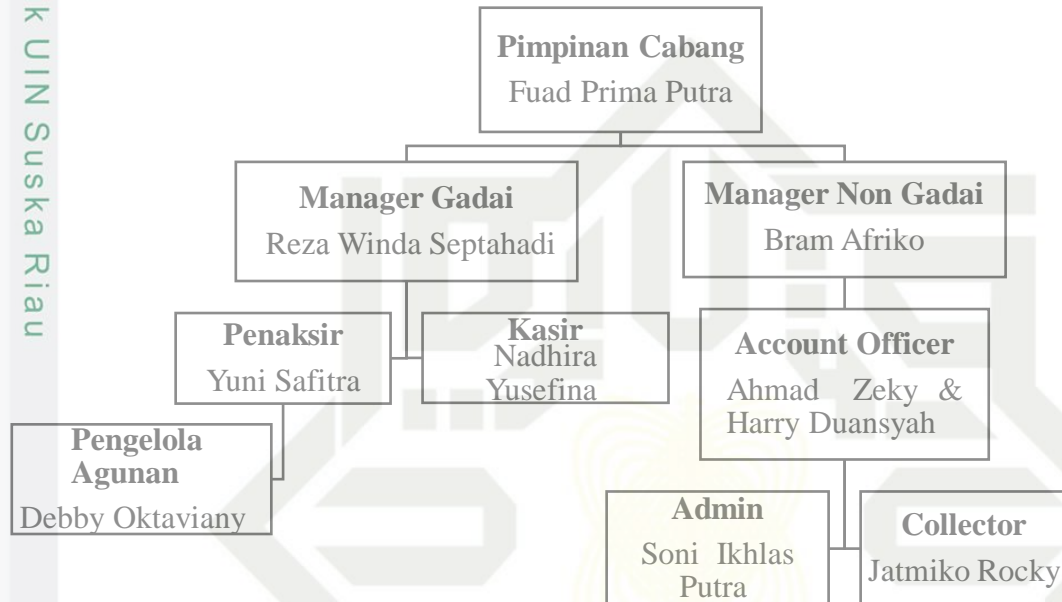 k UIN Suska Riau
Pimpinan Cabang
Fuad Prima Putra
Manager Gadai
Reza Winda Septahadi
Manager Non Gadai
Bram Afriko
Penaksir
Yuni Safitra
Kasir
Nadhira
Yusefina
Account Officer
Ahmad Zeky &
Harry Duansyah
Pengelola
Agunan
Debby Oktaviany
Admin
Soni Ikhlas
Putra
Collector
Jatmiko Rocky